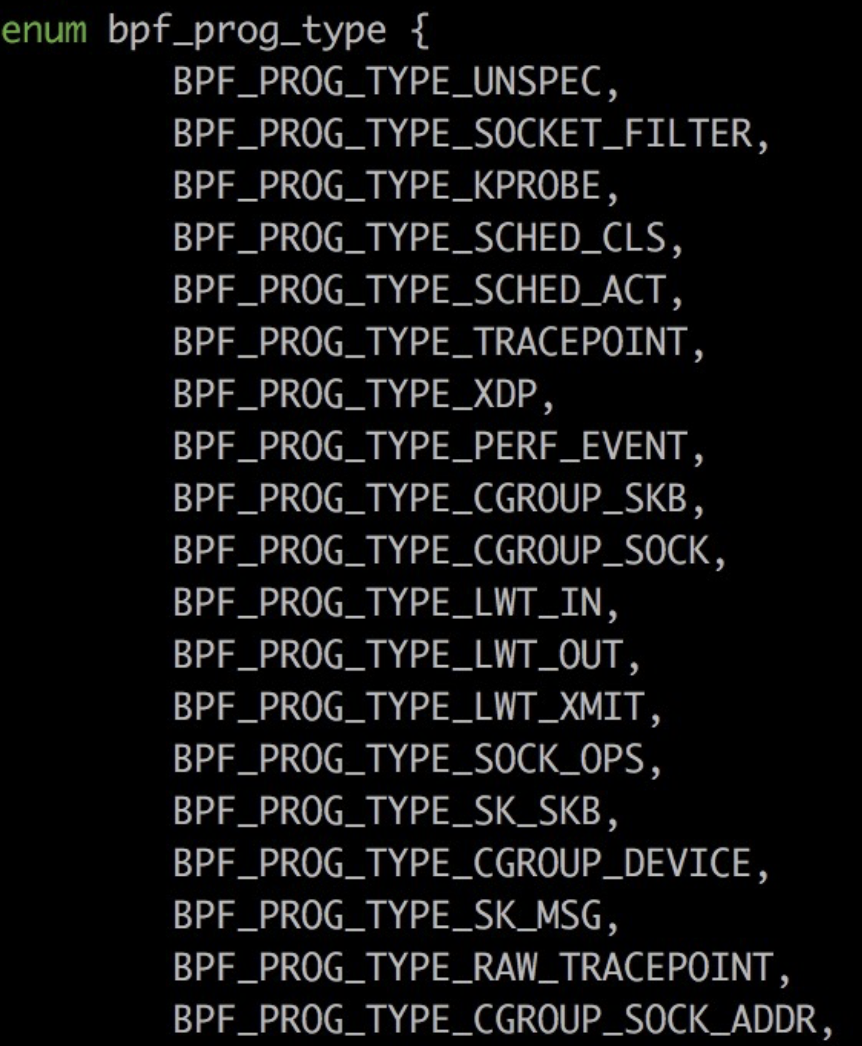 enum bpf_prog_type {
BPF_PROG_TYPE_UNSPEC,
BPF_PROG_TYPE_SOCKET_FILTER,
BPF_PROG_TYPE_KPROBE,
BPF_PROG_TYPE_SCHED_CLS,
BPF_PROG_TYPE_SCHED_ACT,
BPF_PROG_TYPE_TRACEPOINT,
BPF_PROG_TYPE_XDP,
BPF_PROG_TYPE_PERF_EVENT,
BPF_PROG_TYPE_CGROUP_SKB,
BPF_PROG_TYPE_CGROUP_SOCK,
BPF_PROG_TYPE_LWT_IN,
BPF_PROG_TYPE_LWT_OUT,
BPF_PROG_TYPE_LWT_XMIT,
BPF_PROG_TYPE_SOCK_OPS,
BPF_PROG_TYPE_SK_SKB,
BPF_PROG_TYPE_CGROUP_DEVICE,
BPF_PROG_TYPE_SK_MSG,
BPF_PROG_TYPE_RAW_TRACEPOINT,
BPF_PROG_TYPE_CGROUP_SOCK_ADDR,